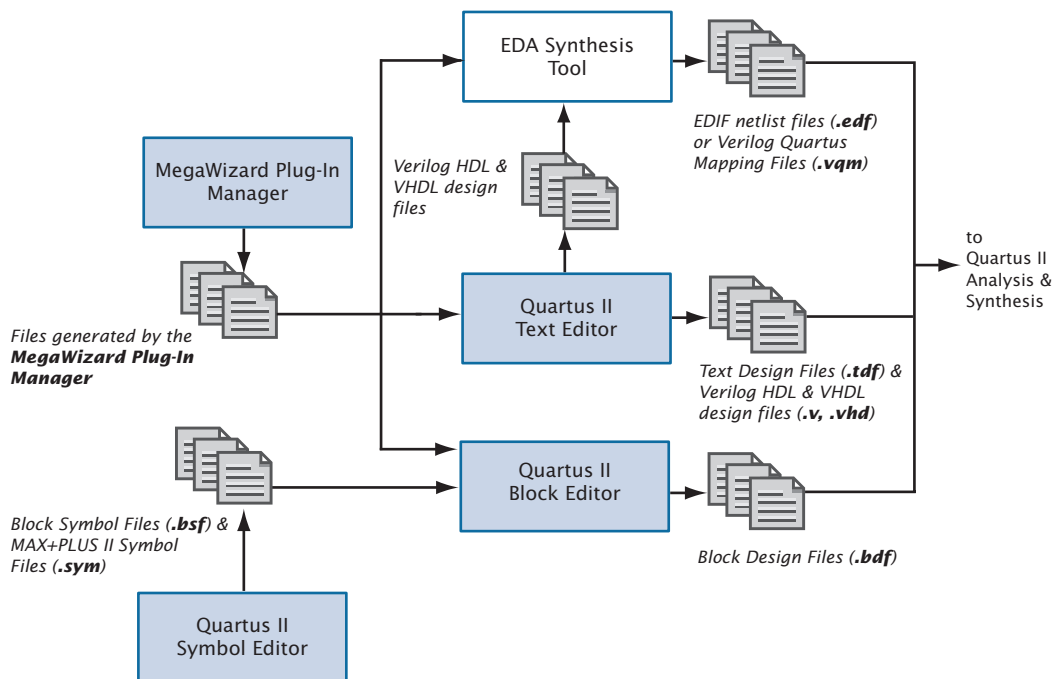 EDA Synthesis
Tool
EDIF netlist files (.edf)
or Verilog Quartus
Mapping Files (.vqm)
MegaWizard Plug-In
Manager
Verilog HDL &
VHDL design
files
to
Quartus II
Analysis &
Synthesis
Files generated by the
MegaWizard Plug-In
Manager
Quartus II
Text Editor
Text Design Files (.tdf) &
Verilog HDL & VHDL
design files (.v, .vhd)
Quartus II
Block Editor
Block Symbol Files (.bsf) &
MAX+PLUS II Symbol
Files (.sym)
Block Design Files (.bdf)
Quartus II
Symbol Editor